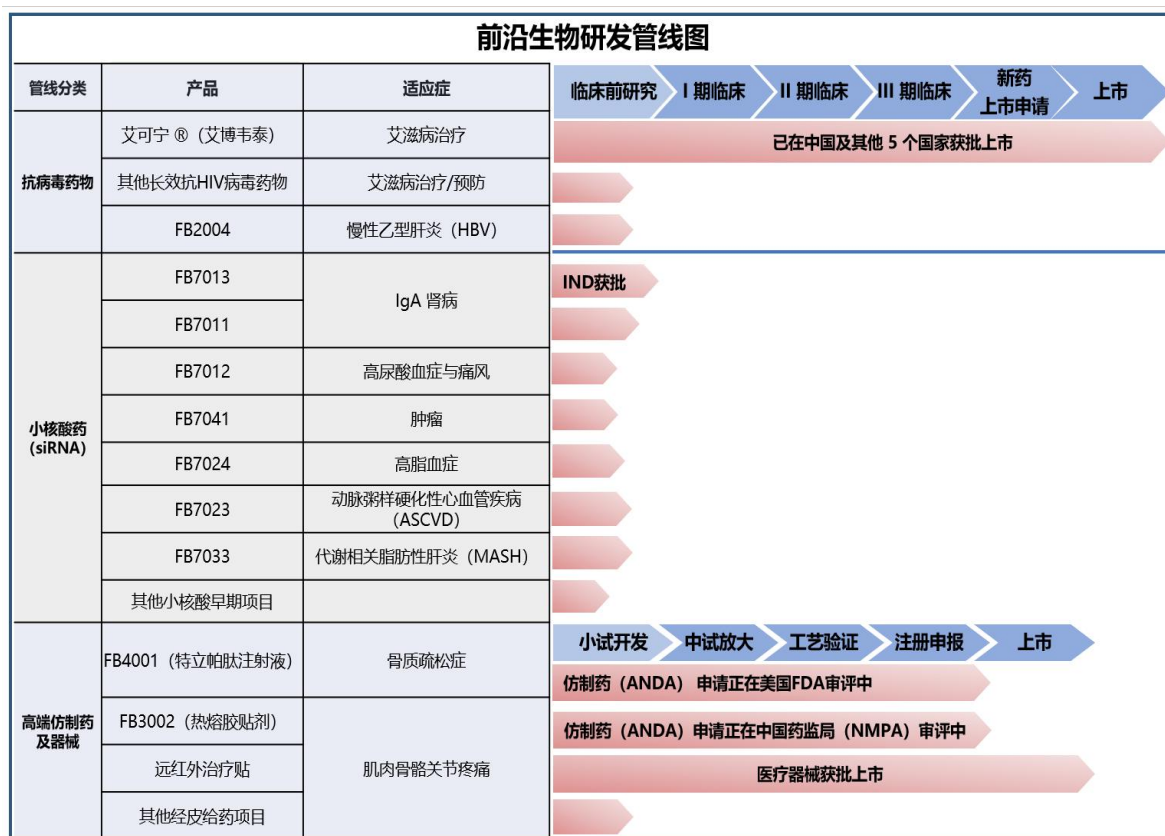 前沿生物研发管线图
管线分类
产品
适应症
临床前研究
I 期临床
II 期临床
III 期临床
新药
上市申请
上市
抗病毒药物
艾可宁 ®（艾博韦泰）
艾滋病治疗
已在中国及其他 5 个国家获批上市
其他长效抗HIV病毒药物
艾滋病治疗/预防
FB2004
慢性乙型肝炎（HBV）
小核酸药
（siRNA）
FB7013
IgA 肾病
IND获批
FB7011
FB7012
高尿酸血症与痛风
FB7041
肿瘤
FB7024
高脂血症
FB7023
动脉粥样硬化性心血管疾病
（ASCVD）
FB7033
代谢相关脂肪性肝炎（MASH）
其他小核酸早期项目
小试开发
中试放大
工艺验证
注册申报
上市
高端仿制药
及器械
FB4001（特立帕肽注射液）
骨质疏松症
仿制药（ANDA） 申请正在美国FDA审评中
FB3002（热熔胶贴剂）
肌肉骨骼关节疼痛
仿制药（ANDA）申请正在中国药监局（NMPA）审评中
远红外治疗贴
医疗器械获批上市
其他经皮给药项目